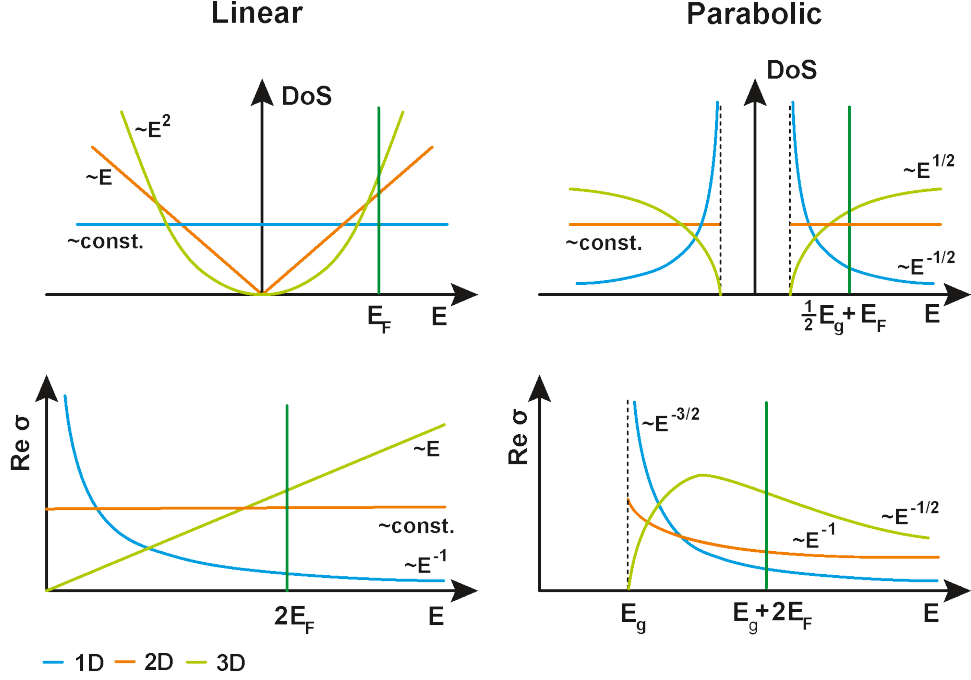 Linear
Parabolic
DoS
~E²
~E
~const.
E_F
E
DoS
~E^1/2
~const.
~E^-1/2
½E_g+E_F
E
Re σ
~E
~const.
~E^-1
2E_F
E
Re σ
~E^-3/2
~E^-1/2
~E^-1
E_g
E_g+2E_F
E
1D 2D 3D